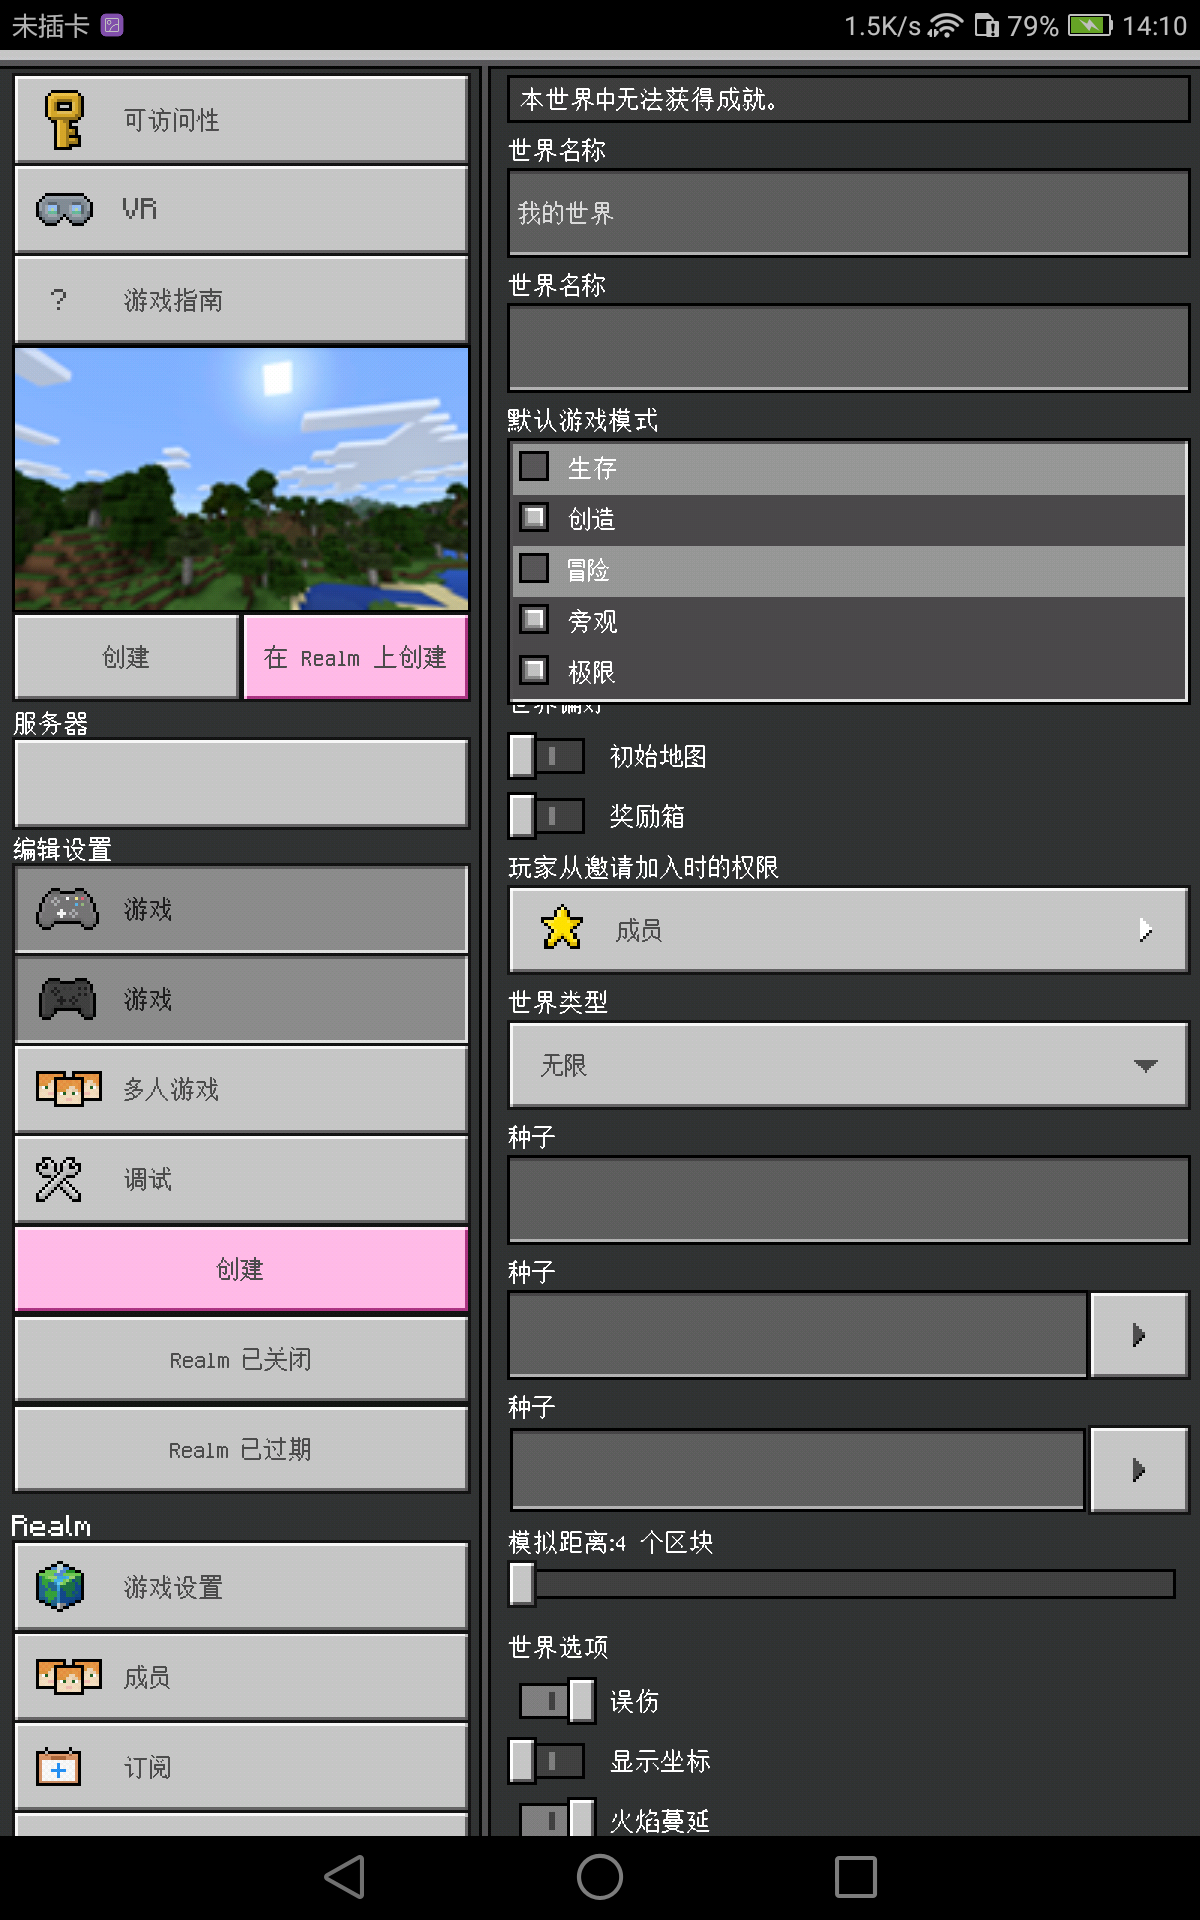 未插卡
1.5K/s 79% 14:10
可访问性
VR
?
游戏指南
创建
在 Realm 上创建
服务器
编辑设置
游戏
游戏
多人游戏
调试
创建
Realm 已关闭
Realm 已过期
Realm
游戏设置
成员
订阅
本世界中无法获得成就。
世界名称
我的世界
世界名称
默认游戏模式
生存
创造
冒险
旁观
极限
世界偏好
初始地图
奖励箱
玩家从邀请加入时的权限
成员
世界类型
无限
种子
种子
种子
模拟距离:4 个区块
世界选项
误伤
显示坐标
火焰蔓延